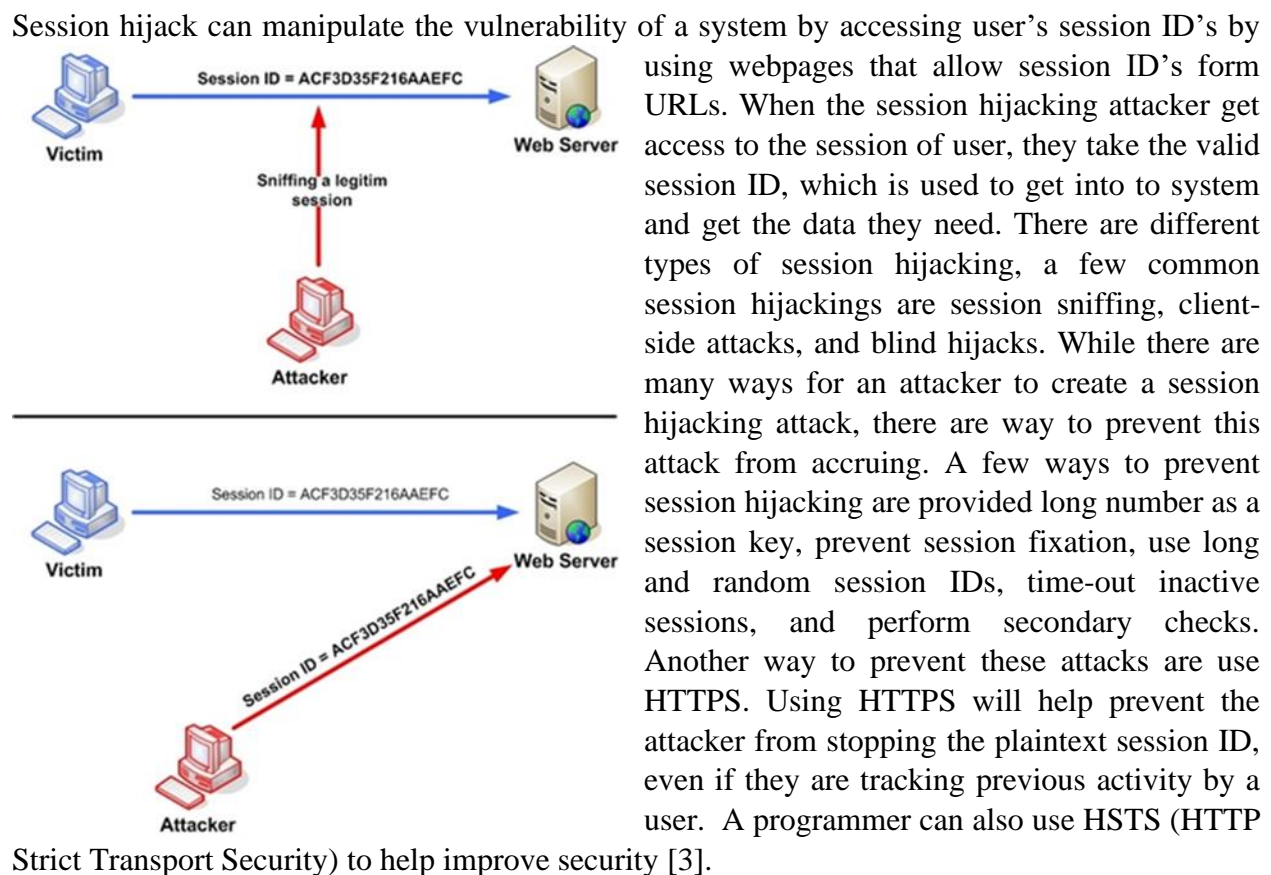 Session hijack can manipulate the vulnerability of a system by accessing user's session ID's by
using webpages that allow session ID's form
URLs. When the session hijacking attacker get
access to the session of user, they take the valid
session ID, which is used to get into to system
and get the data they need. There are different
types of session hijacking, a few common
session hijackings are session sniffing, client-
side attacks, and blind hijacks. While there are
many ways for an attacker to create a session
hijacking attack, there are way to prevent this
attack from accruing. A few ways to prevent
session hijacking are provided long number as a
session key, prevent session fixation, use long
and random session IDs, time-out inactive
sessions, and perform secondary checks.
Another way to prevent these attacks are use
HTTPS. Using HTTPS will help prevent the
attacker from stopping the plaintext session ID,
even if they are tracking previous activity by a
user. A programmer can also use HSTS (HTTP
Strict Transport Security) to help improve security [3].
Session ID = ACF3D35F216AAEFC
Victim
Web Server
Sniffing a legitim
session
Attacker
Session ID = ACF3D35F216AAEFC
Victim
Web Server
Session ID = ACF3D35F216AAEFC
Attacker